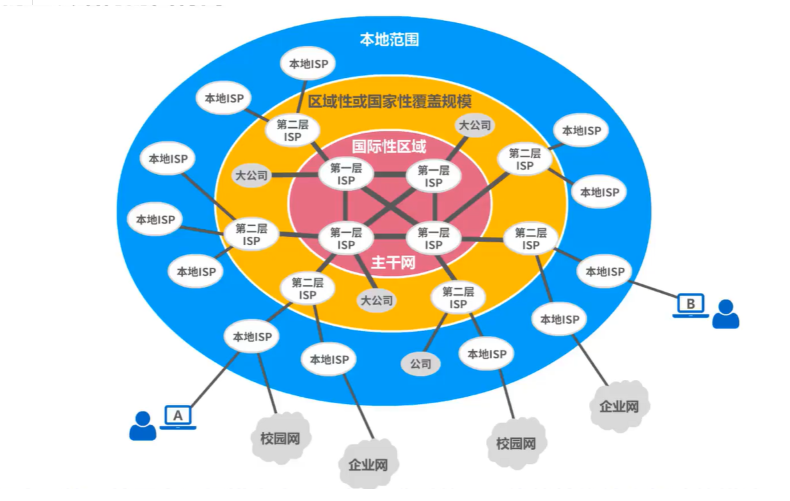 本地范围
本地ISP
本地ISP
区域性或国家性覆盖规模
第二层
ISP
大公司
本地ISP
国际性区域
本地ISP
第二层
ISP
大公司
第一层
ISP
第一层
ISP
本地ISP
本地ISP
第二层
ISP
第一层
ISP
第一层
ISP
第二层
ISP
主干网
本地ISP
本地ISP
第二层
ISP
大公司
第二层
ISP
B
本地ISP
本地ISP
本地ISP
本地ISP
公司
A
企业网
校园网
校园网
企业网